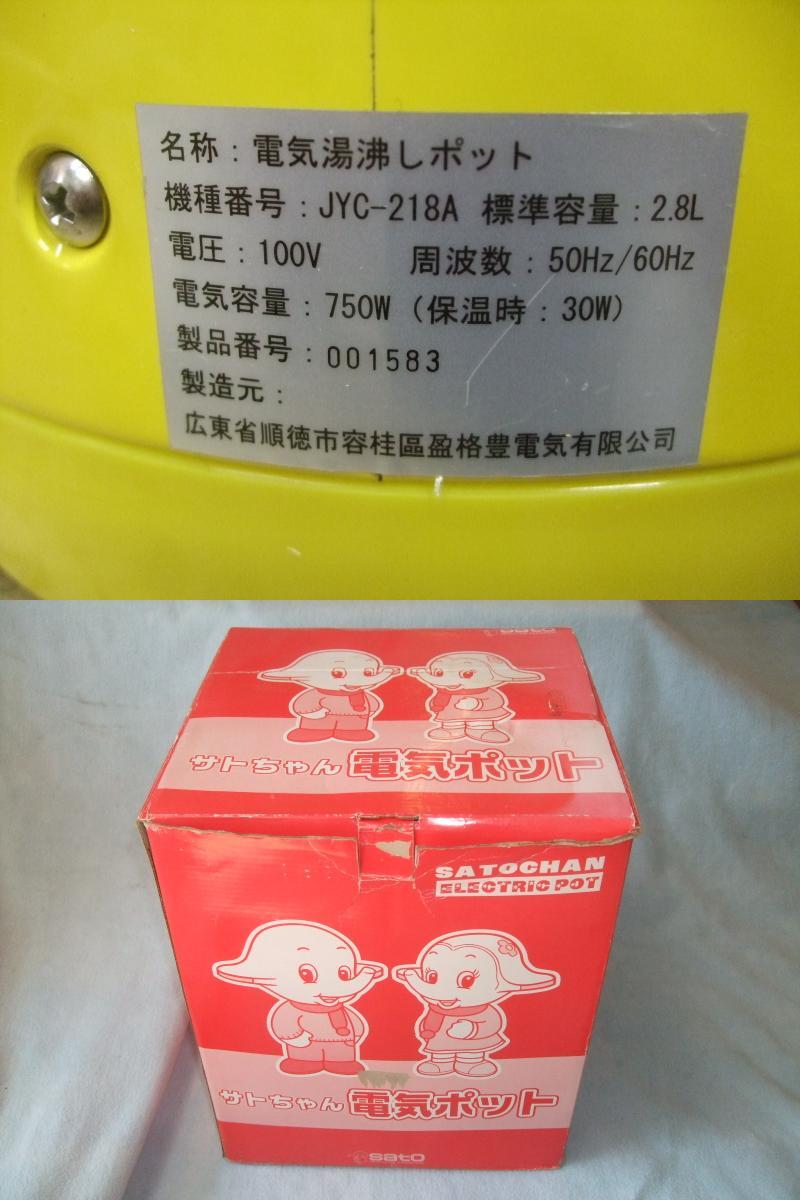 名称：電気湯沸しポット
機種番号：JYC-218A 標準容量：2.8L
電圧：100V 周波数：50Hz/60Hz
電気容量：750W（保温時：30W）
製品番号：001583
製造元：
広東省順徳市容桂區盈格豊電気有限公司
sato
サトちゃん 電気ポット
SATOCHAN
ELECTRIC POT
サトちゃん 電気ポット
sato